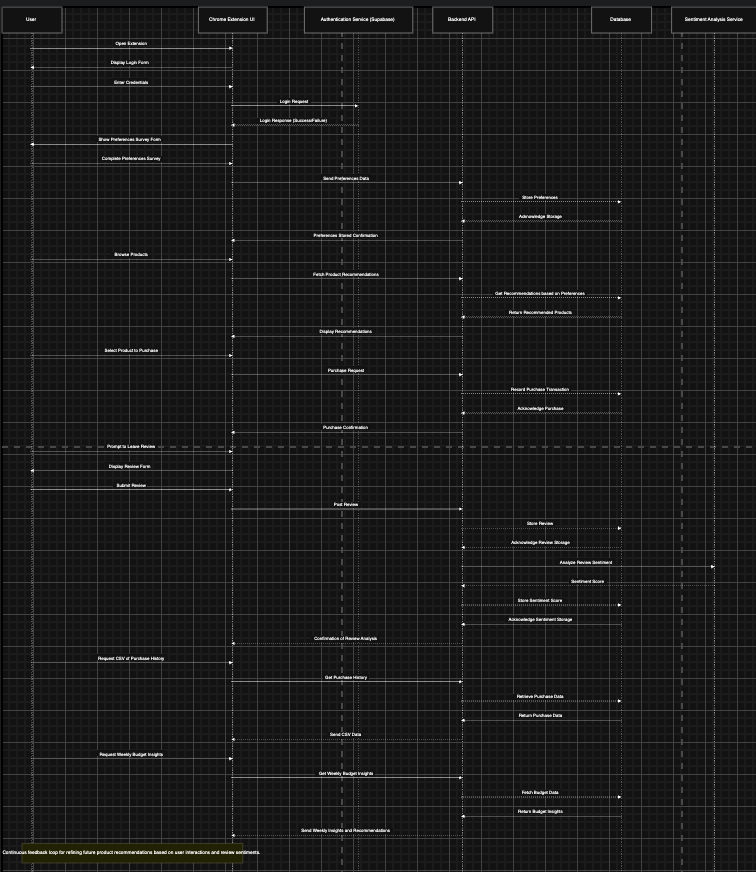 User
Chrome Extension UI
Authentication Service (Supabase)
Backend API
Database
Sentiment Analysis Service
Open Extension
Display Login Form
Enter Credentials
Login Request
Login Response (Success/Failure)
Show Preferences Survey Form
Complete Preferences Survey
Send Preferences Data
Store Preferences
Acknowledge Storage
Preferences Stored Confirmation
Browse Products
Fetch Product Recommendations
Get Recommendations based on Preferences
Return Recommended Products
Display Recommendations
Select Product to Purchase
Purchase Request
Record Purchase Transaction
Acknowledge Purchase
Purchase Confirmation
Prompt to Leave Review
Display Review Form
Submit Review
Post Review
Store Review
Acknowledge Review Storage
Analyze Review Sentiment
Sentiment Score
Store Sentiment Score
Acknowledge Sentiment Storage
Confirmation of Review Analysis
Request CSV of Purchase History
Get Purchase History
Retrieve Purchase Data
Return Purchase Data
Send CSV Data
Request Weekly Budget Insights
Get Weekly Budget Insights
Fetch Budget Data
Return Budget Insights
Send Weekly Insights and Recommendations
Continuous feedback loop for refining future product recommendations based on user interactions and review sentiments.